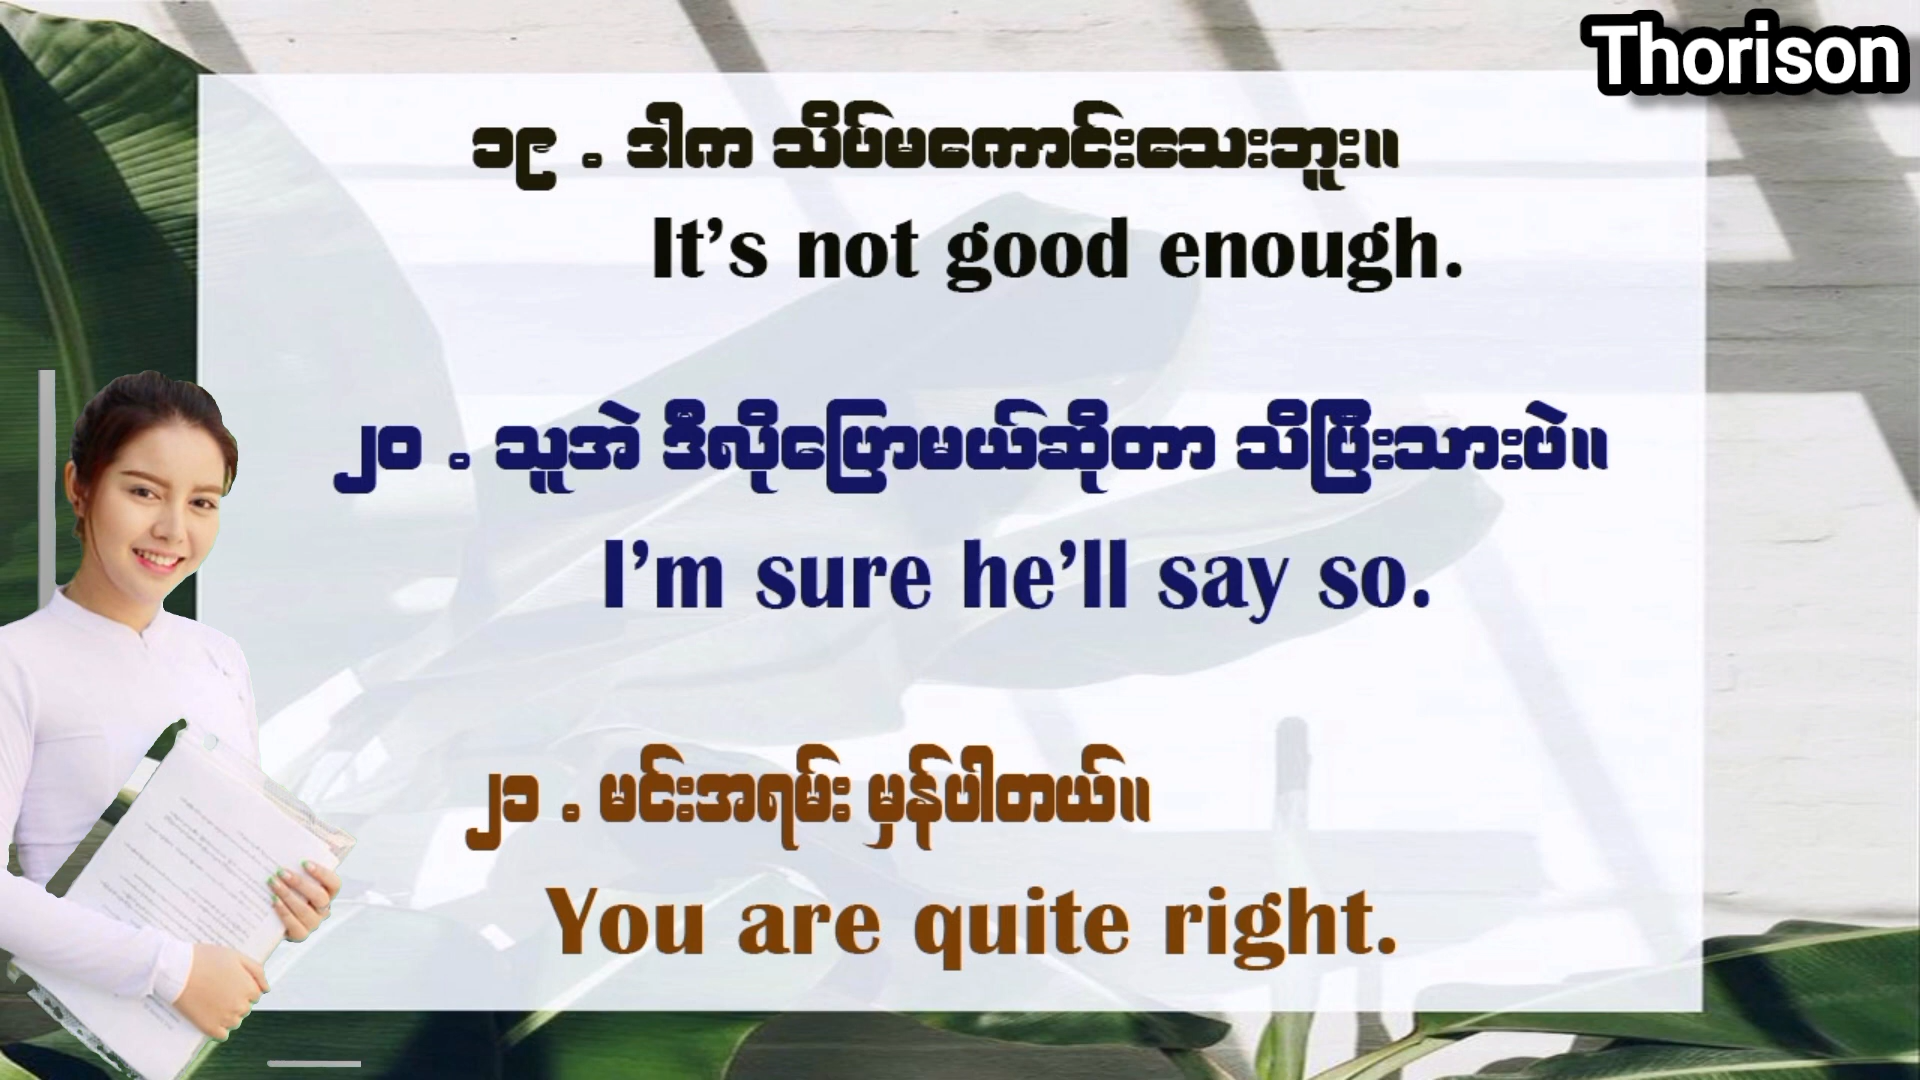 Thorison
၁၉ . ဒါက သိပ်မကောင်းသေးဘူး။
It’s not good enough.
၂၀ . သူအဲ ဒီလိုပြောမယ်ဆိုတာ သိပြီးသားပဲ။
I’m sure he’ll say so.
၂၁ . မင်းအရမ်း မှန်ပါတယ်။
You are quite right.